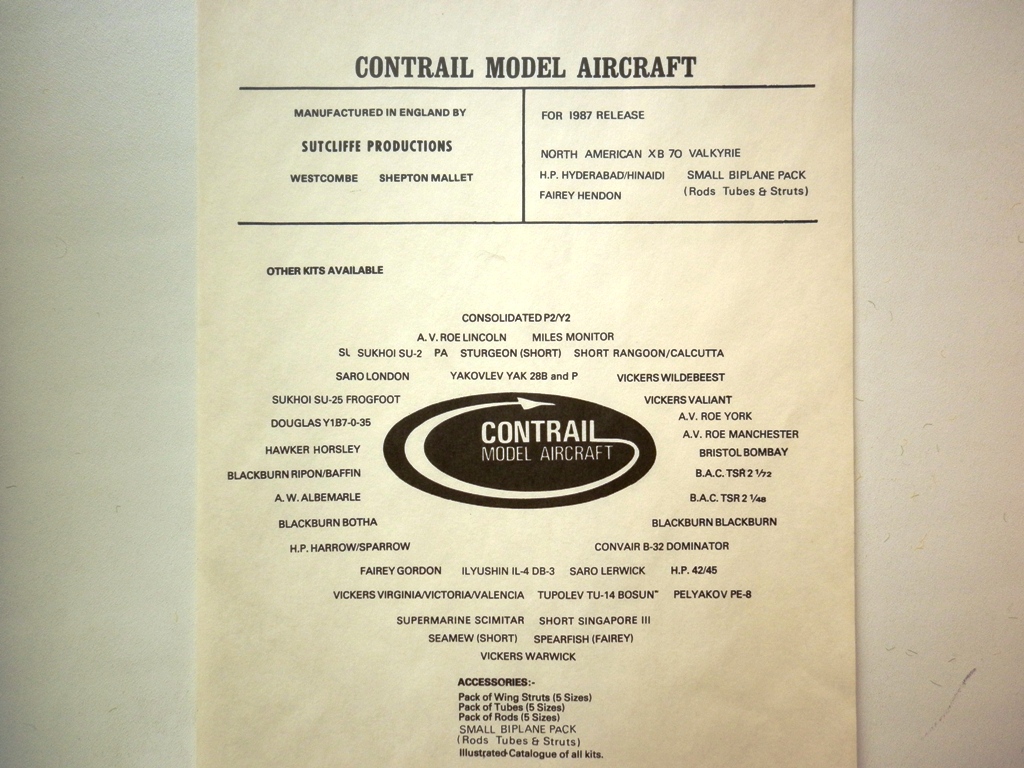 CONTRAIL MODEL AIRCRAFT
MANUFACTURED IN ENGLAND BY
SUTCLIFFE PRODUCTIONS
WESTCOMBE SHEPTON MALLET
FOR 1987 RELEASE
NORTH AMERICAN XB 70 VALKYRIE
H.P. HYDERABAD/HINAIDI SMALL BIPLANE PACK
FAIREY HENDON (Rods Tubes & Struts)
OTHER KITS AVAILABLE
CONSOLIDATED P2/Y2
A.V. ROE LINCOLN MILES MONITOR
SL SUKHOI SU-2 PA STURGEON (SHORT) SHORT RANGOON/CALCUTTA
SARO LONDON YAKOVLEV YAK 28B and P VICKERS WILDEBEEST
SUKHOI SU-25 FROGFOOT VICKERS VALIANT
A.V. ROE YORK
DOUGLAS Y1B7-0-35
A.V. ROE MANCHESTER
CONTRAIL
MODEL AIRCRAFT
HAWKER HORSLEY BRISTOL BOMBAY
BLACKBURN RIPON/BAFFIN B.A.C. TSR 2 1/72
A.W. ALBEMARLE B.A.C. TSR 2 1/48
BLACKBURN BOTHA BLACKBURN BLACKBURN
H.P. HARROW/SPARROW CONVAIR B-32 DOMINATOR
FAIREY GORDON ILYUSHIN IL-4 DB-3 SARO LERWICK H.P. 42/45
VICKERS VIRGINIA/VICTORIA/VALENCIA TUPOLEV TU-14 BOSUN" PELYAKOV PE-8
SUPERMARINE SCIMITAR SHORT SINGAPORE III
SEAMEW (SHORT) SPEARFISH (FAIREY)
VICKERS WARWICK
ACCESSORIES:-
Pack of Wing Struts (5 Sizes)
Pack of Tubes (5 Sizes)
Pack of Rods (5 Sizes)
SMALL BIPLANE PACK
(Rods Tubes & Struts)
Illustrated Catalogue of all kits.